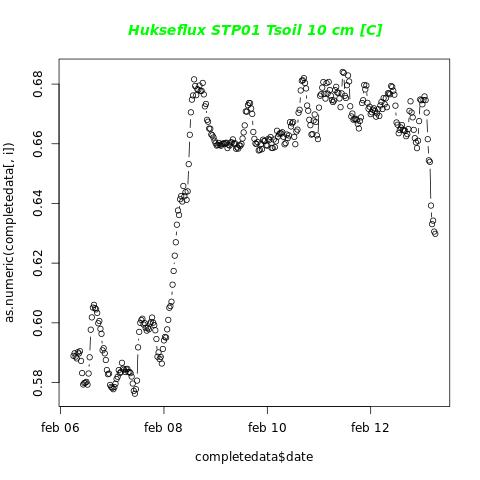 Hukseflux STP01 Tsoil 10 cm [C]
as.numeric(completedata[, i])
0.68
0.66
0.64
0.62
0.60
0.58
feb 06
feb 08
feb 10
feb 12
completedata$date